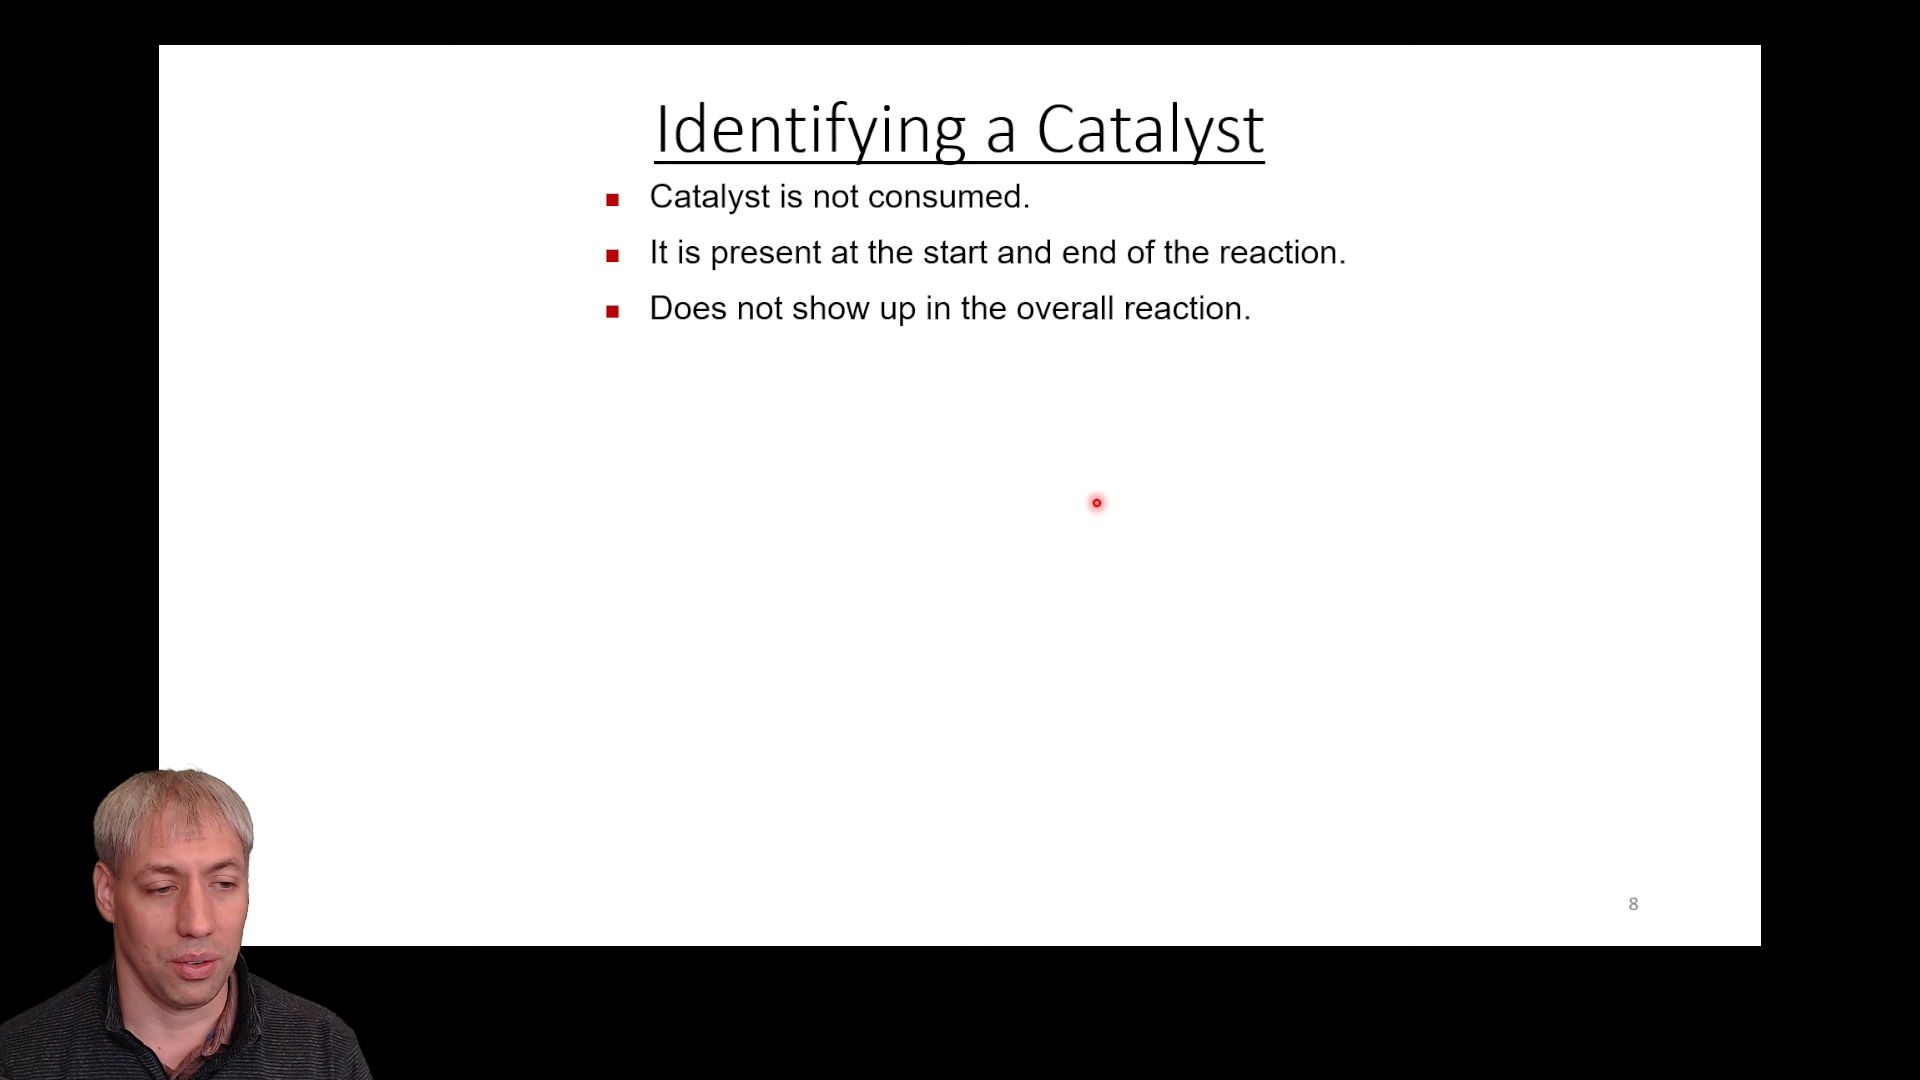 Identifying a Catalyst
Catalyst is not consumed.
It is present at the start and end of the reaction.
Does not show up in the overall reaction.
8